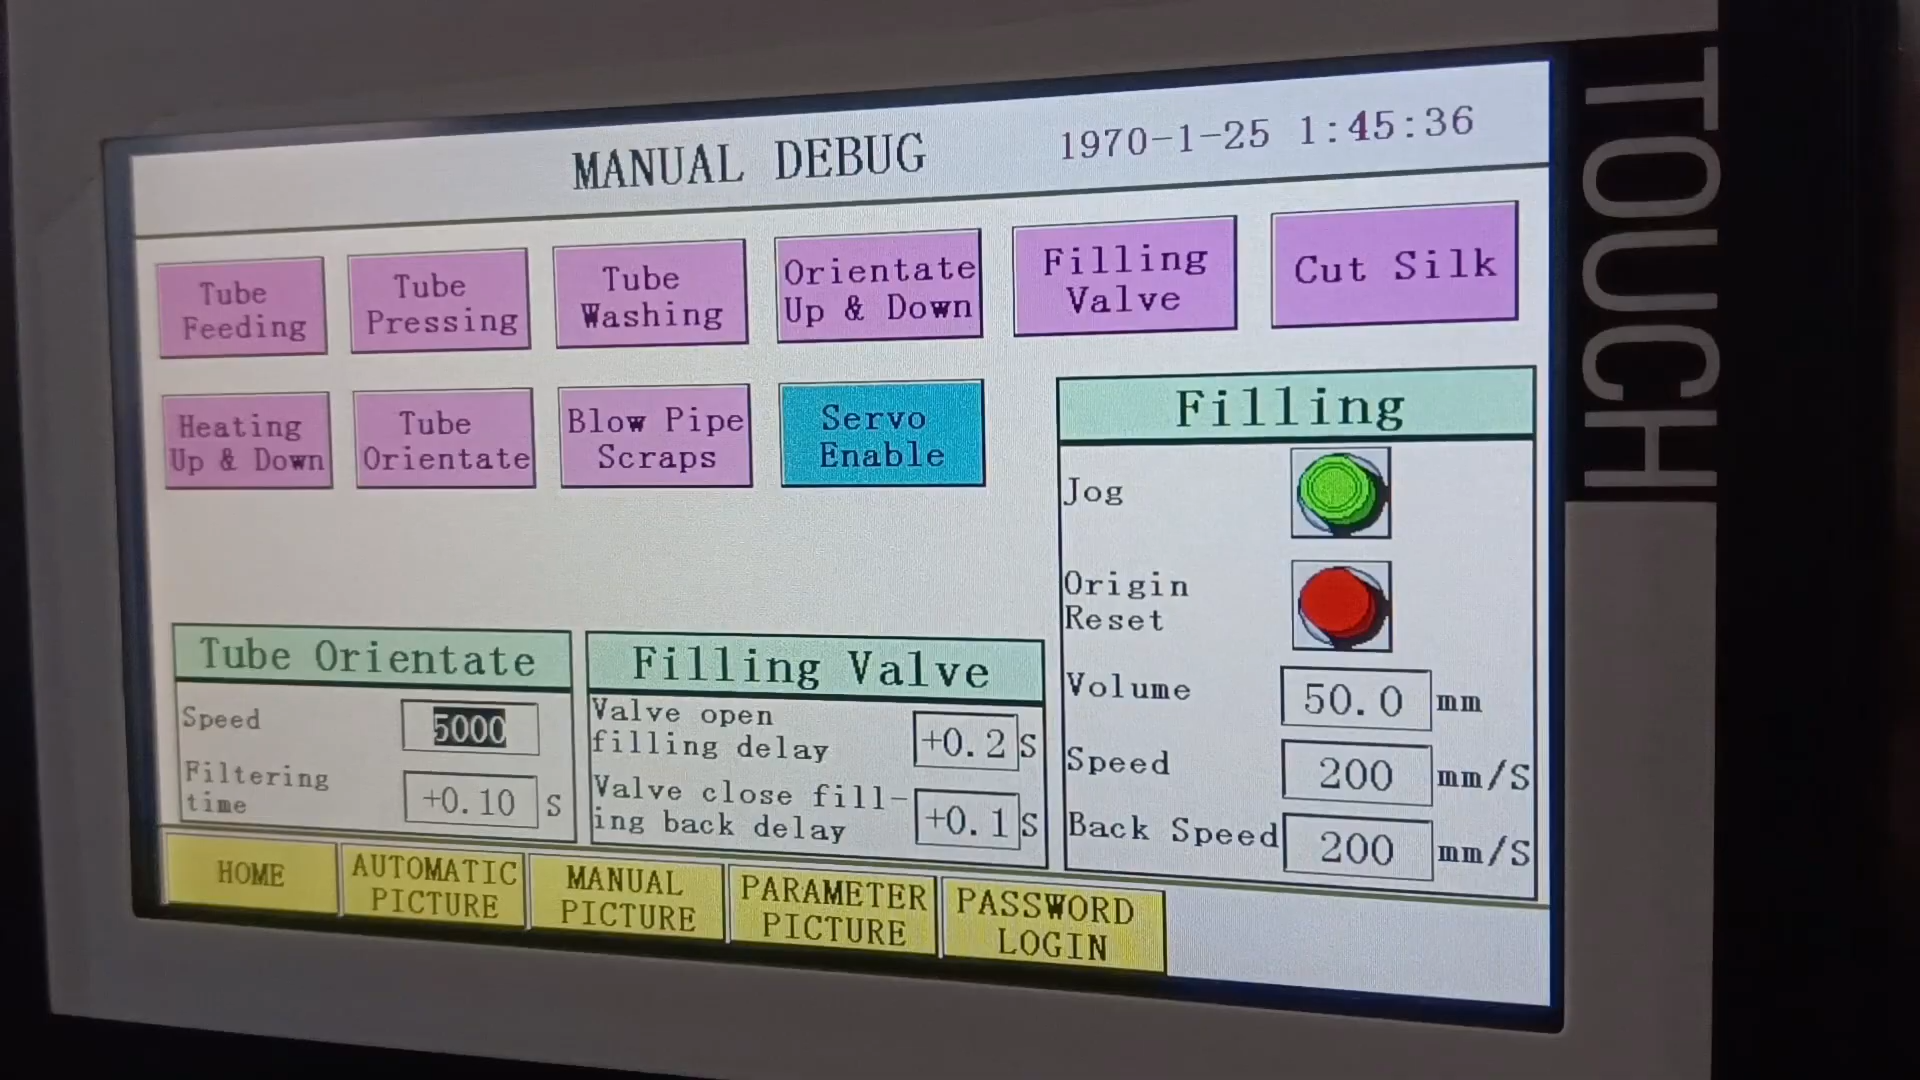 MANUAL DEBUG
1970-1-25 1:45:36
Tube
Feeding
Tube
Pressing
Tube
Washing
Orientate
Up & Down
Filling
Valve
Cut Silk
Heating
Up & Down
Tube
Orientate
Blow Pipe
Scraps
Servo
Enable
Filling
Jog
Origin
Reset
Volume
50.0 mm
Speed
200 mm/S
Back Speed
200 mm/S
Tube Orientate
Speed
5000
Filtering
time
+0.10 S
Filling Valve
Valve open
filling delay
+0.2 S
Valve close fill-
ing back delay
+0.1 S
HOME
AUTOMATIC
PICTURE
MANUAL
PICTURE
PARAMETER
PICTURE
PASSWORD
LOGIN
TOUCH